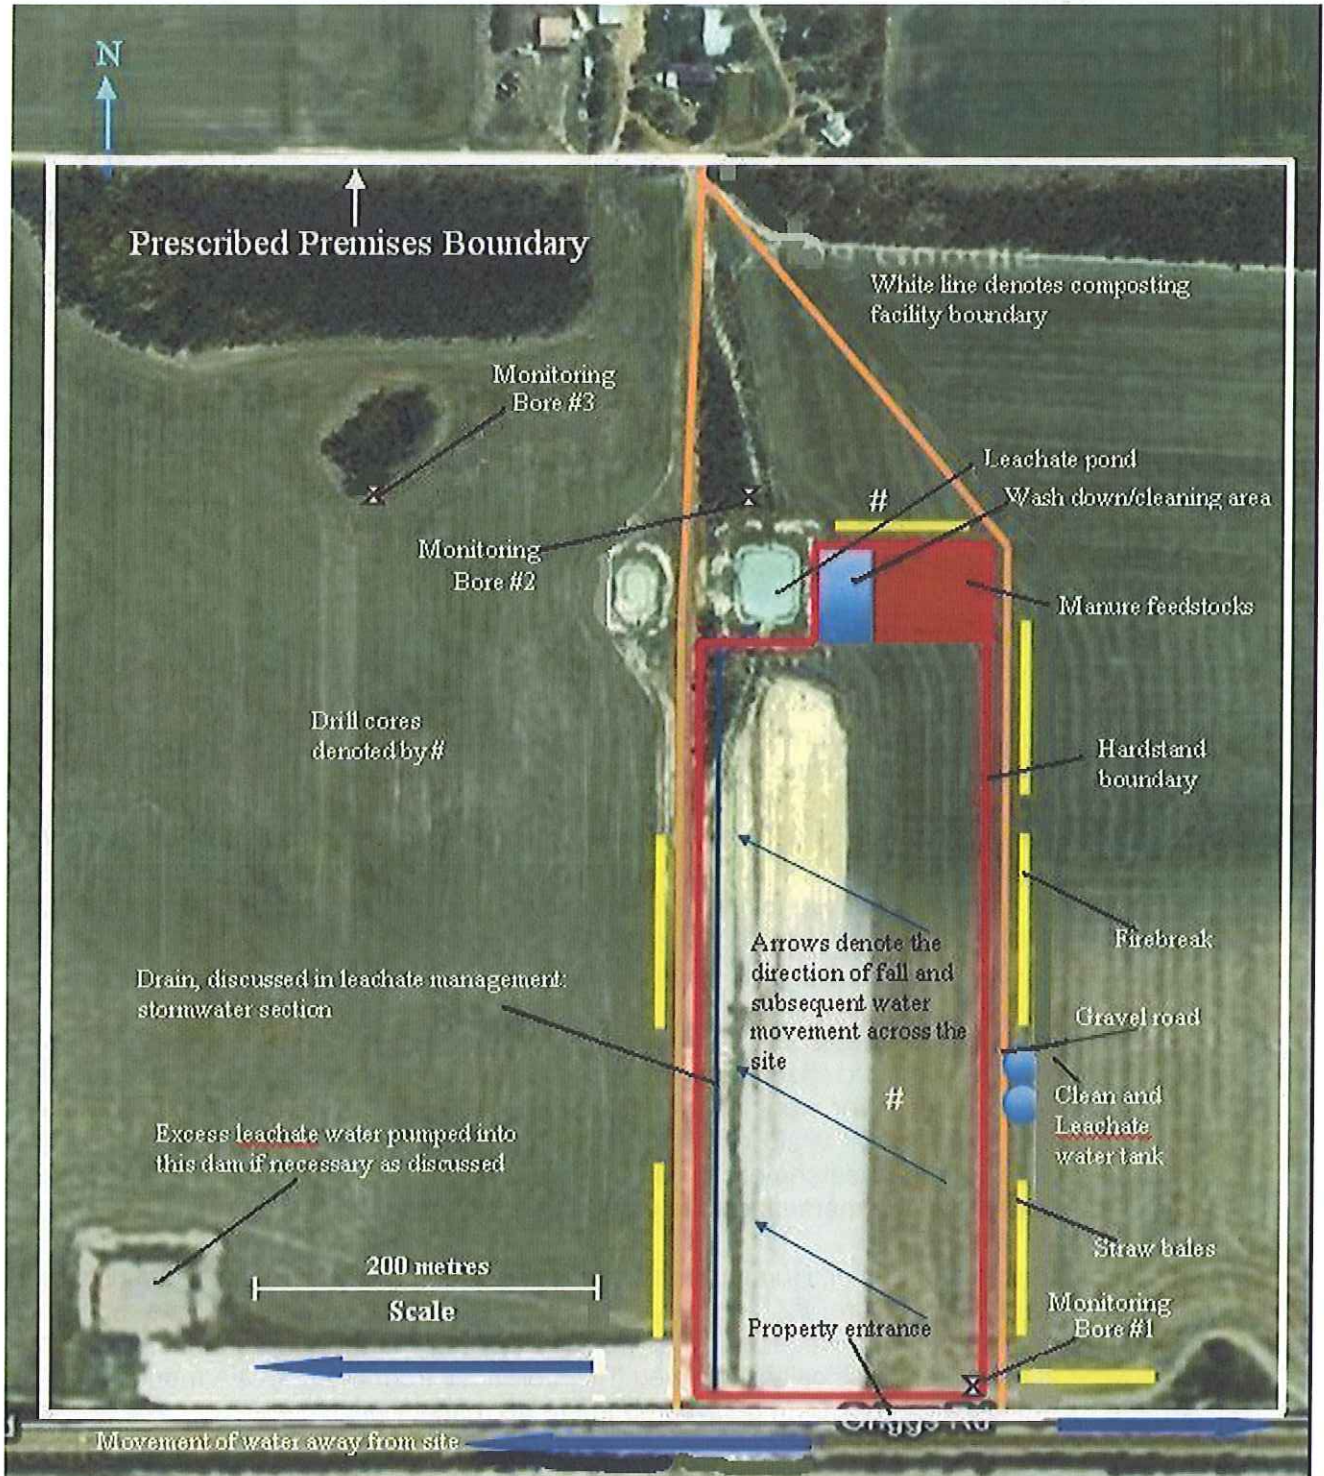 N
Prescribed Premises Boundary
White line denotes composting
facility boundary
Monitoring
Bore #3
Leachate pond
#
Wash down/cleaning area
Monitoring
Bore #2
Manure feedstocks
Drill cores
denoted by #
Hardstand
boundary
Arrows denote the
direction of fall and
subsequent water
movement across the
site
Firebreak
Drain, discussed in leachate management:
stormwater section
Gravel road
#
Clean and
Leachate
water tank
Excess leachate water pumped into
this dam if necessary as discussed
Straw bales
200 metres
Scale
Monitoring
Bore #1
Property entrance
Griggs Rd
Movement of water away from site